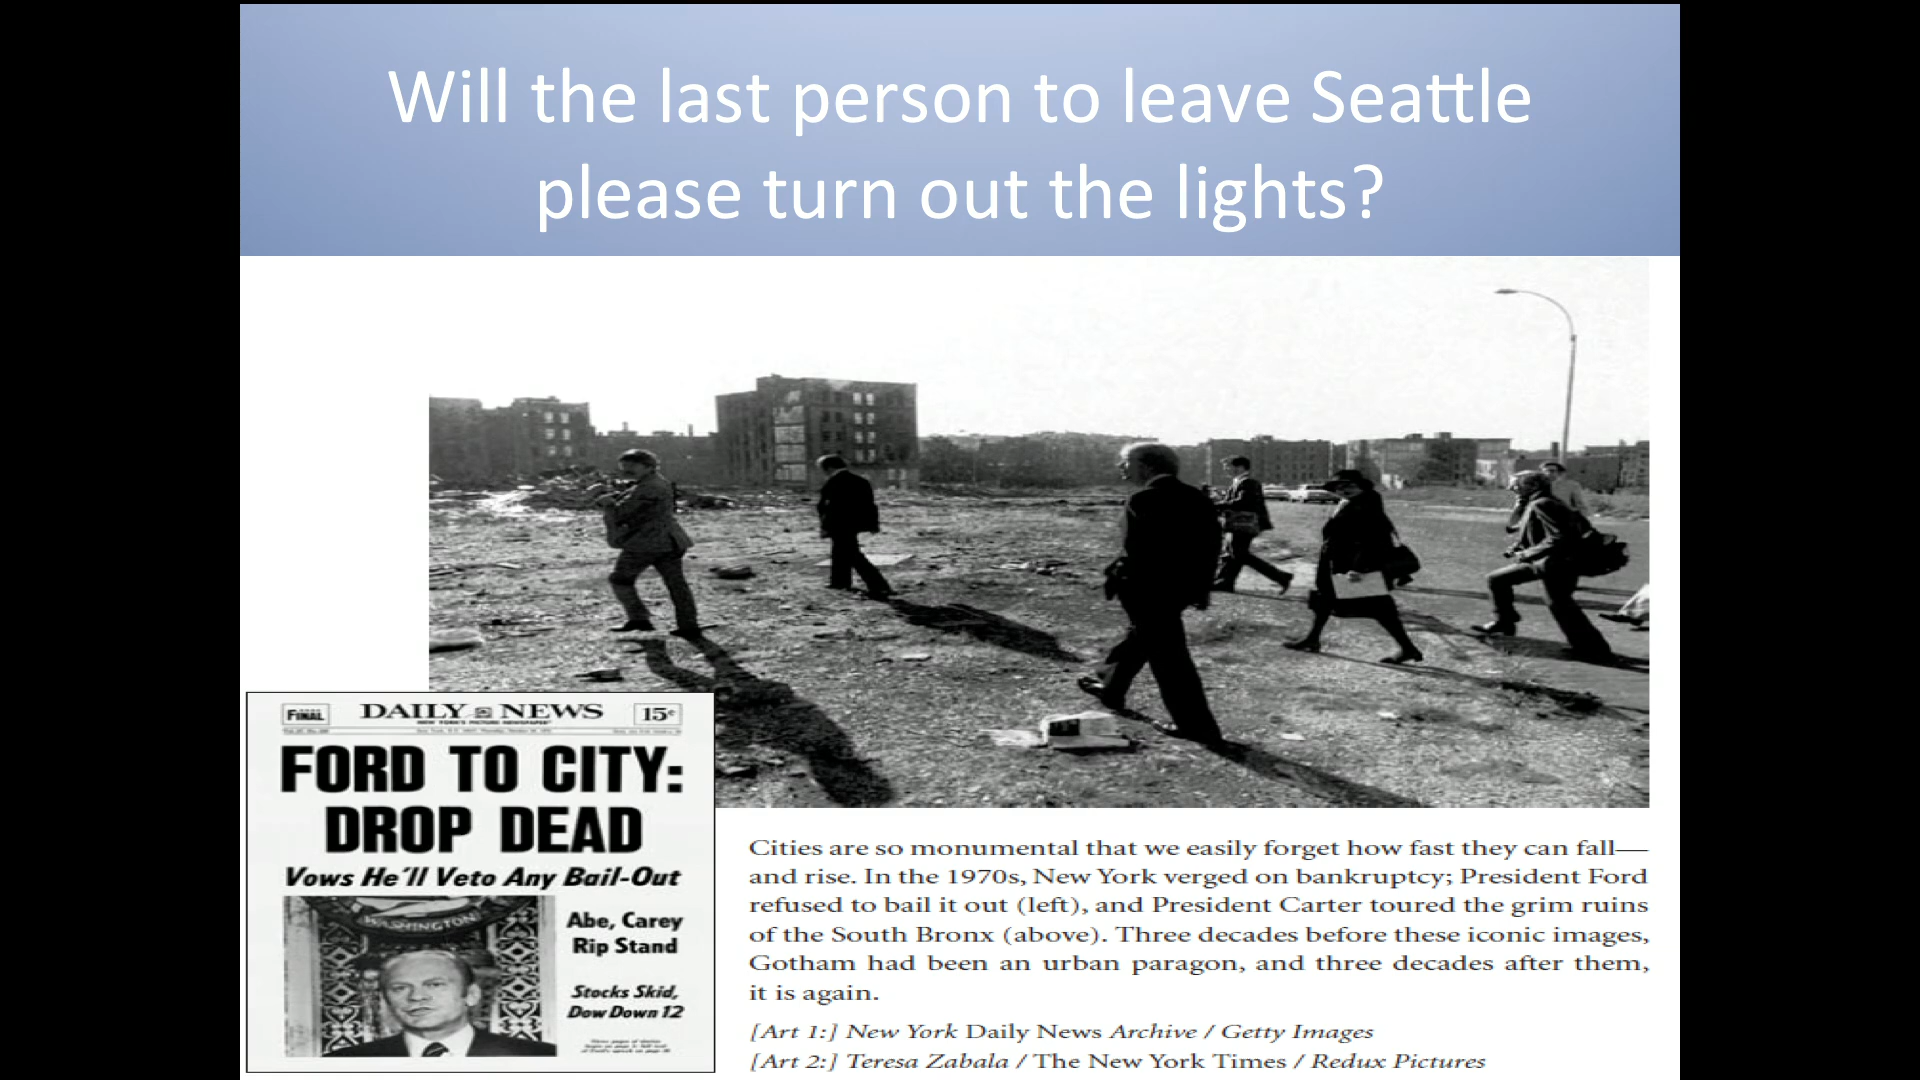 Will the last person to leave Seattle
please turn out the lights?
FINAL
DAILY NEWS
15¢
NEW YORK'S PICTURE NEWSPAPER
FORD TO CITY:
DROP DEAD
Vows He'll Veto Any Bail-Out
WASHINGTON
Abe, Carey
Rip Stand
Stocks Skid,
Dow Down 12
Cities are so monumental that we easily forget how fast they can fall—
and rise. In the 1970s, New York verged on bankruptcy; President Ford
refused to bail it out (left), and President Carter toured the grim ruins
of the South Bronx (above). Three decades before these iconic images,
Gotham had been an urban paragon, and three decades after them,
it is again.
[Art 1:] New York Daily News Archive / Getty Images
[Art 2:] Teresa Zabala / The New York Times / Redux Pictures